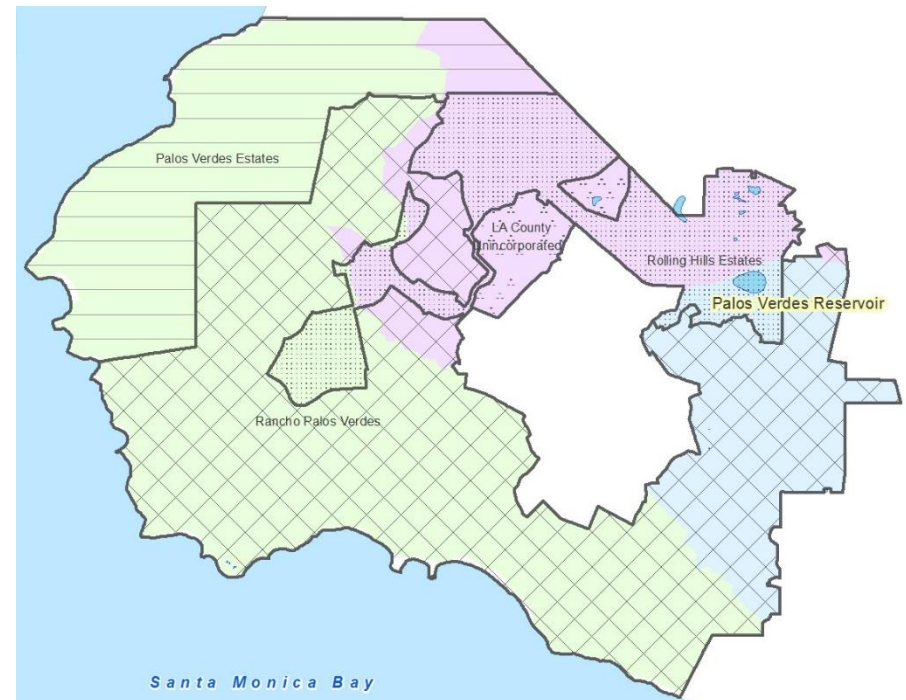 Palos Verdes Estates
LA County
Unincorporated
Rolling Hills Estates
Palos Verdes Reservoir
Rancho Palos Verdes
Santa Monica Bay